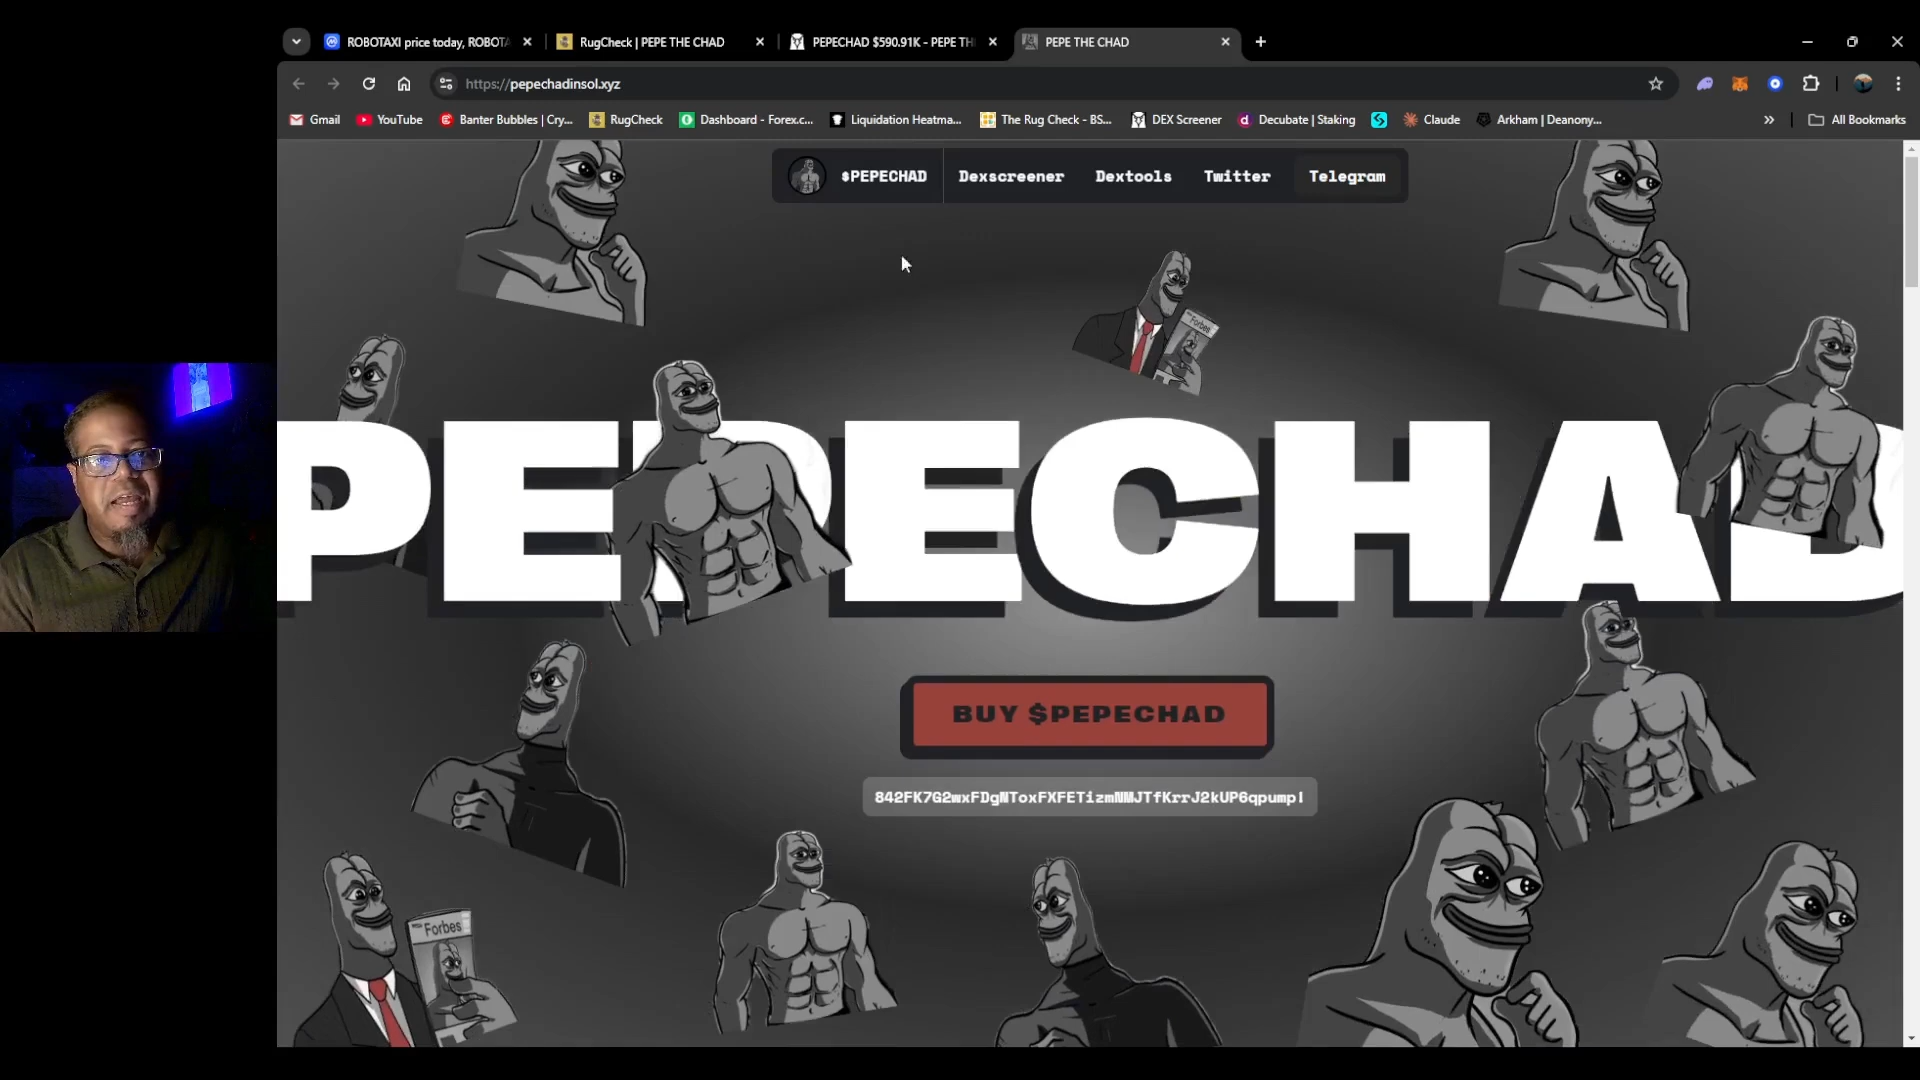 ROBOTAXI price today, ROBOTA
RugCheck | PEPE THE CHAD
PEPECHAD $590.91K - PEPE TH
PEPE THE CHAD
https://pepechadinsol.xyz
Gmail
YouTube
Banter Bubbles | Cry...
RugCheck
Dashboard - Forex.c...
Liquidation Heatma...
The Rug Check - BS...
DEX Screener
Decubate | Staking
Claude
Arkham | Deanony...
All Bookmarks
$PEPECHAD
Dexscreener
Dextools
Twitter
Telegram
Forbes
PEPECHAD
BUY $PEPECHAD
842FK7G2wxFDgNToxFXFETizmNMJTfKrrJ2kUP6qpump!
Forbes